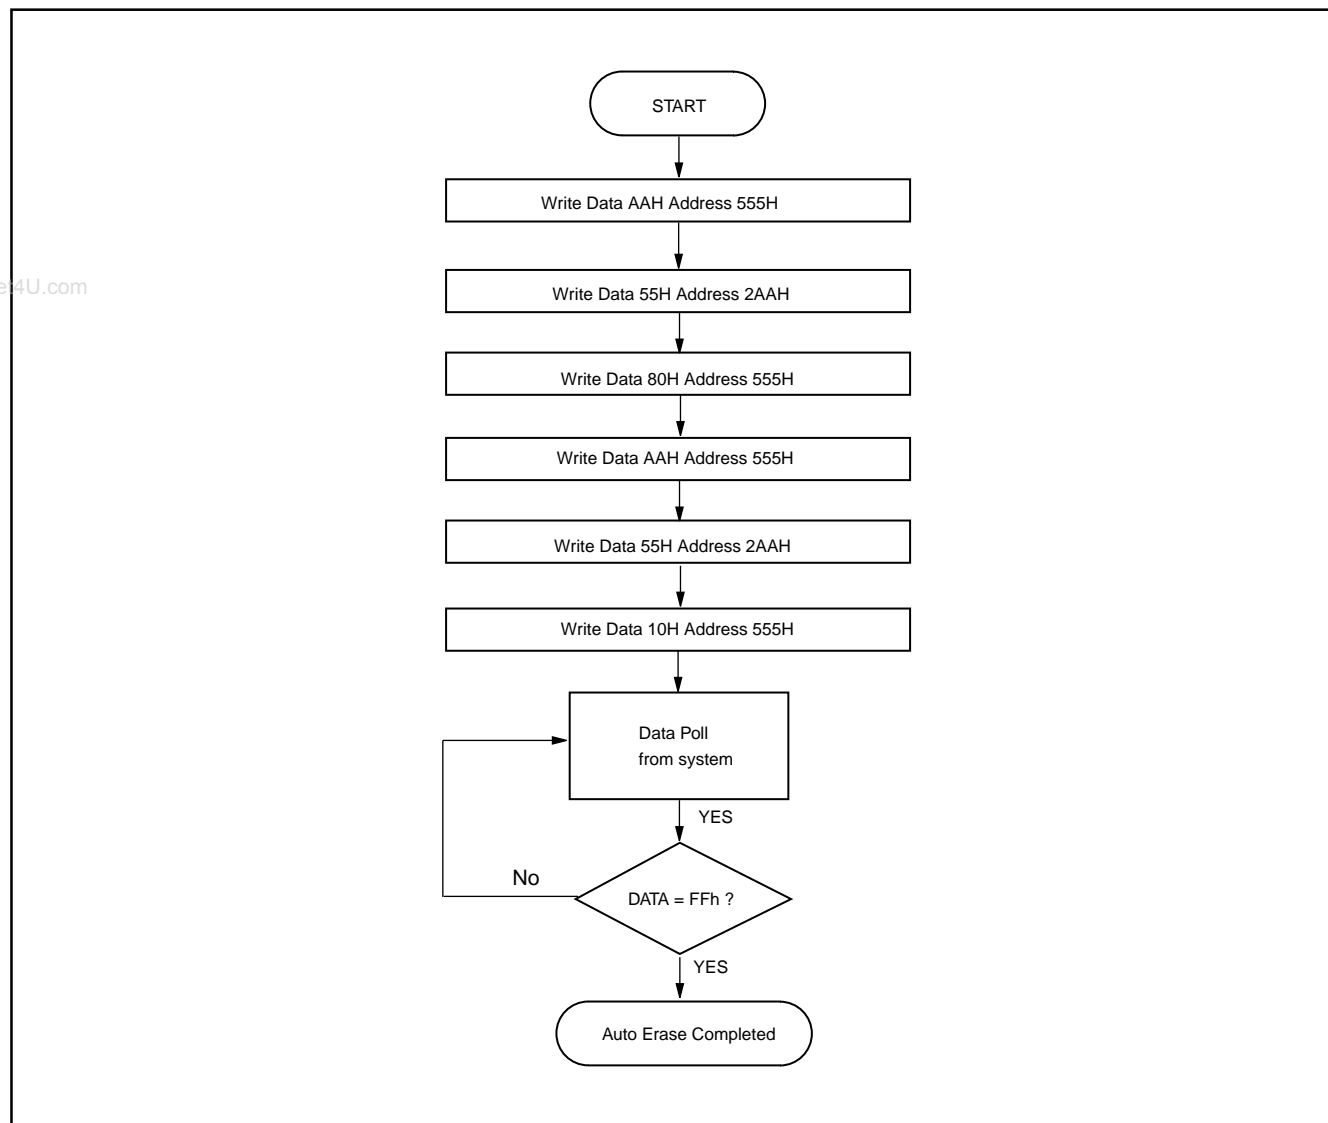 START
Write Data AAH Address 555H
et4U.com
Write Data 55H Address 2AAH
Write Data 80H Address 555H
Write Data AAH Address 555H
Write Data 55H Address 2AAH
Write Data 10H Address 555H
Data Poll
from system
YES
No
DATA = FFh ?
YES
Auto Erase Completed